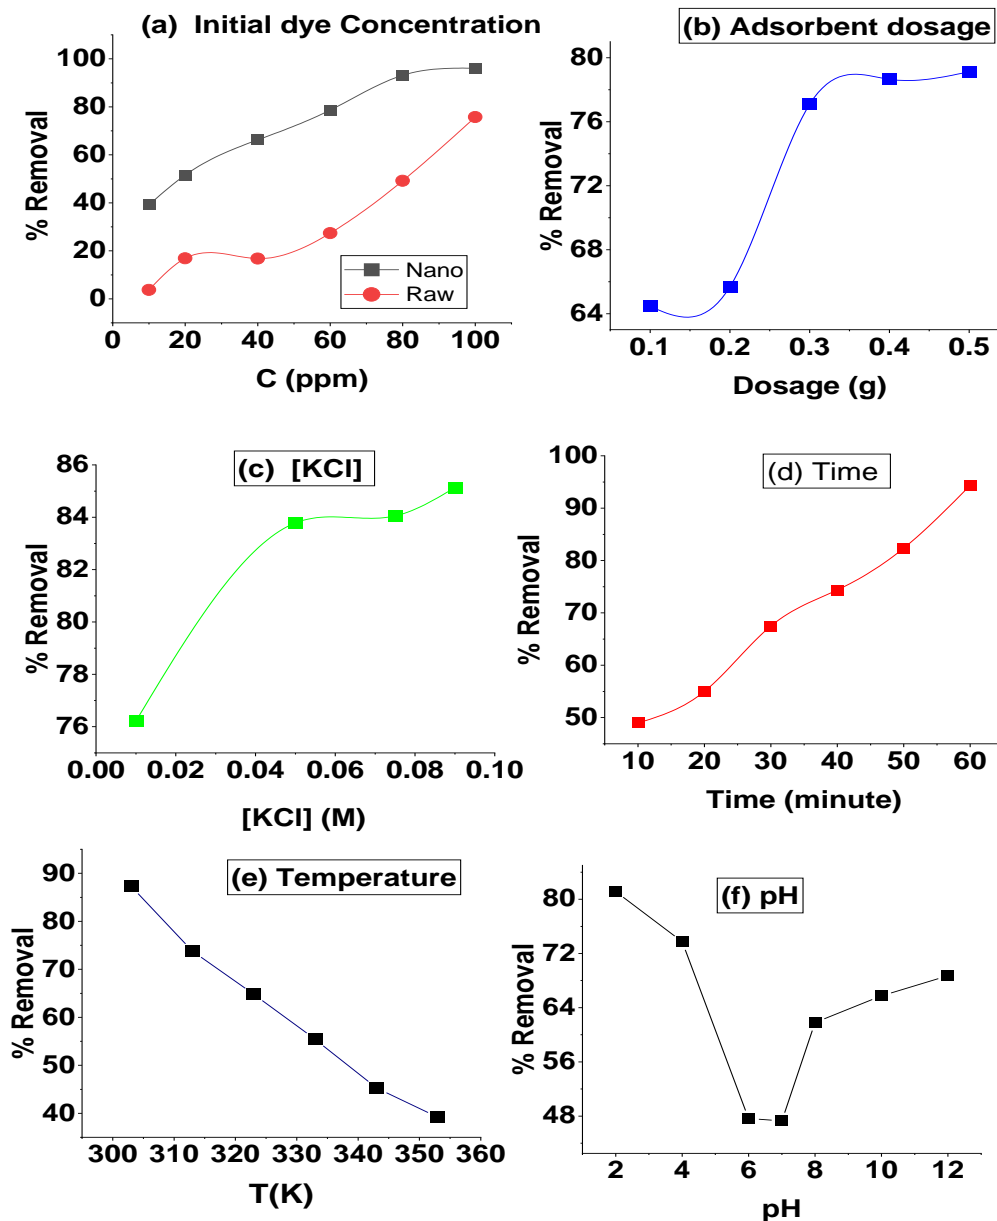 (a) Initial dye Concentration
% Removal
100
80
60
40
20
0
Nano
Raw
0 20 40 60 80 100
C (ppm)
(b) Adsorbent dosage
% Removal
80
76
72
68
64
0.1 0.2 0.3 0.4 0.5
Dosage (g)
(c) [KCl]
% Removal
86
84
82
80
78
76
0.00 0.02 0.04 0.06 0.08 0.10
[KCl] (M)
(d) Time
% Removal
100
90
80
70
60
50
10 20 30 40 50 60
Time (minute)
(e) Temperature
% Removal
90
80
70
60
50
40
300 310 320 330 340 350 360
T(K)
(f) pH
% Removal
80
72
64
56
48
2 4 6 8 10 12
pH